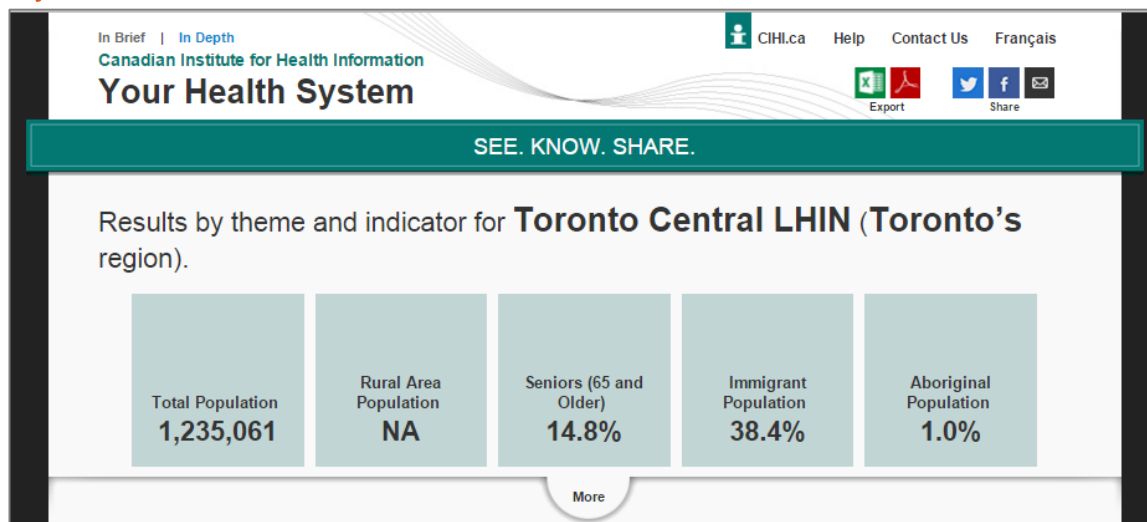 In Brief | In Depth
CIHI.ca Help Contact Us Français
Canadian Institute for Health Information
Your Health System
Export
Share
SEE. KNOW. SHARE.
Results by theme and indicator for Toronto Central LHIN (Toronto's
region).
Total Population
1,235,061
Rural Area
Population
NA
Seniors (65 and
Older)
14.8%
Immigrant
Population
38.4%
Aboriginal
Population
1.0%
More